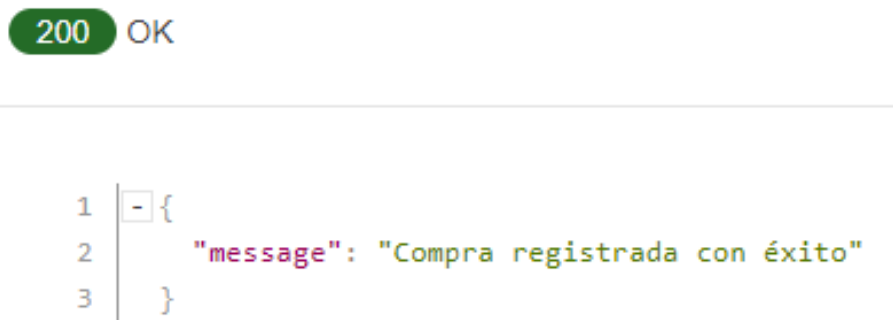 200 OK
1 - {
2 "message": "Compra registrada con éxito"
3 }